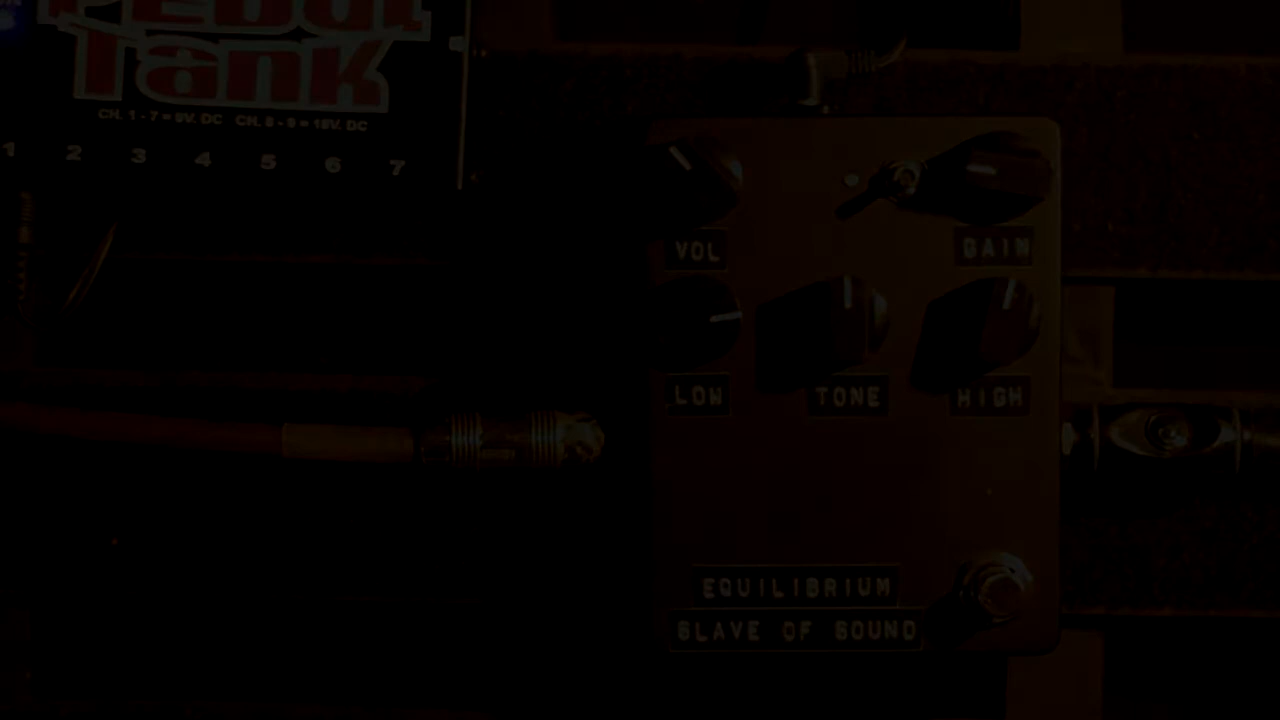 PEDAL
Tank
CH. 1 - 7 = 9V. DC CH. 8 - 9 = 18V. DC
1 2 3 4 5 6 7
VOL
GAIN
LOW
TONE
HIGH
EQUILIBRIUM
SLAVE OF SOUND